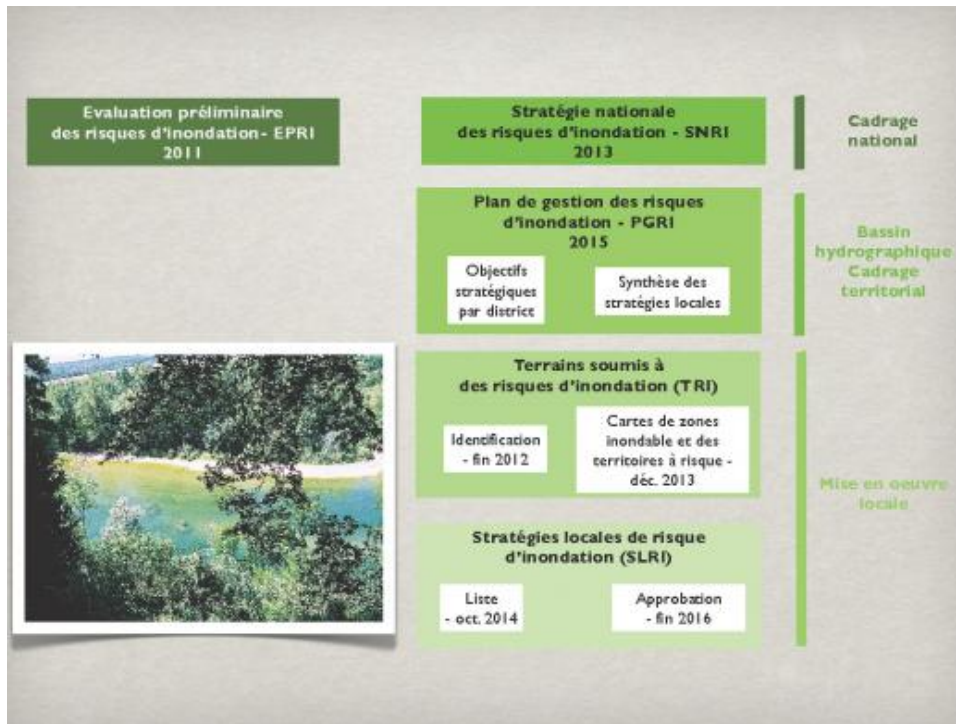 Evaluation préliminaire
des risques d'inondation- EPRI
2011
Stratégie nationale
des risques d'inondation - SNRI
2013
Cadrage
national
Plan de gestion des risques
d'inondation - PGRI
2015
Objectifs
stratégiques
par district
Synthèse des
stratégies locales
Bassin
hydrographique
Cadrage
territorial
Terrains soumis à
des risques d'inondation (TRI)
Identification
- fin 2012
Cartes de zones
inondable et des
territoires à risque -
déc. 2013
Mise en oeuvre
locale
Stratégies locales de risque
d'inondation (SLRI)
Liste
- oct. 2014
Approbation
- fin 2016